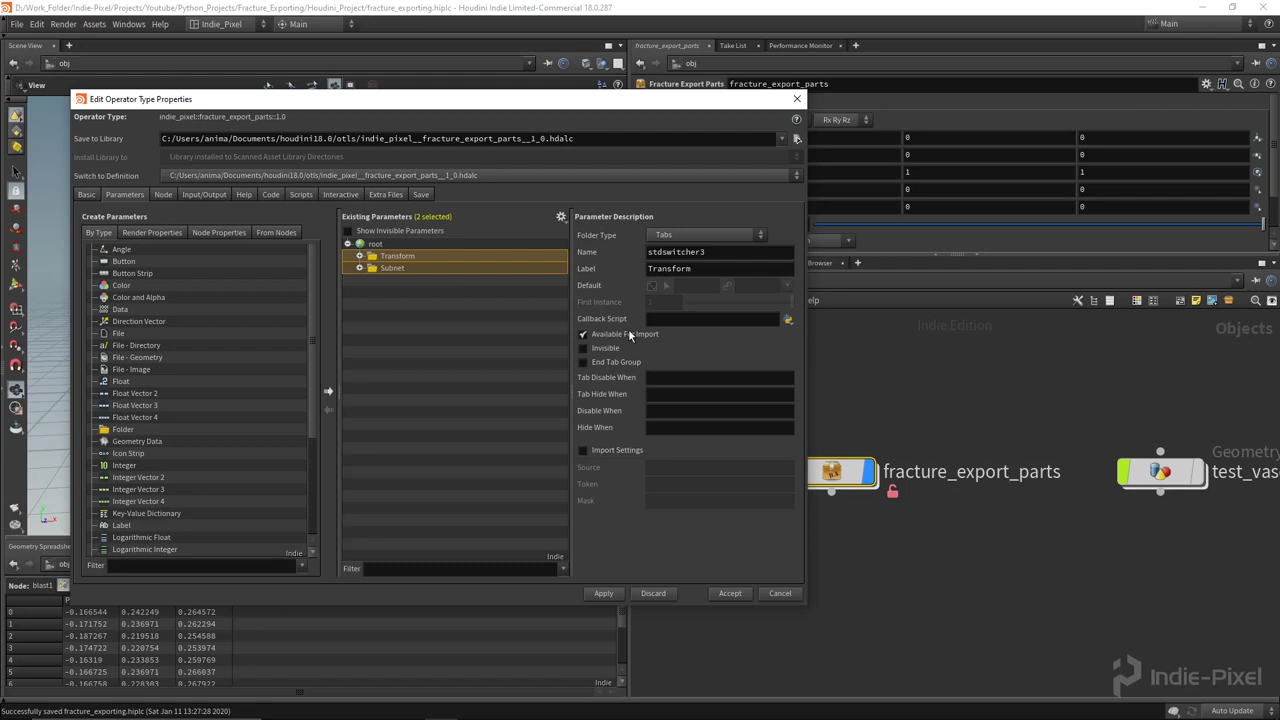 D:/Work_Folder/Indie_Pixel/Projects/Youtube/Python_Projects/Fracture_Exporting/Houdini_Project/fracture_exporting.hiplc - Houdini Indie Limited-Commercial 18.0.287
File Edit Render Assets Windows Help Indie_Pixel Main Main
Scene View fracture_export_parts Take List Performance Monitor
obj obj
View Fracture Export Parts fracture_export_parts
Edit Operator Type Properties
Operator Type: indie_pixel::fracture_export_parts::1.0
Rx Ry Rz
Save to Library C:/Users/anima/Documents/houdini18.0/otls/indie_pixel__fracture_export_parts__1_0.hdalc
0 0
Install Library to Library installed to Scanned Asset Library Directories
0 0
Switch to Definition C:/Users/anima/Documents/houdini18.0/otls/indie_pixel__fracture_export_parts__1_0.hdalc
1 1
Basic Parameters Node Input/Output Help Code Scripts Interactive Extra Files Save
0 0
0 0
Create Parameters
By Type Render Properties Node Properties From Nodes
Angle
Button
Button Strip
Color
Color and Alpha
Data
Direction Vector
File
File - Directory
File - Geometry
File - Image
Float
Float Vector 2
Float Vector 3
Float Vector 4
Folder
Geometry Data
Icon Strip
Integer
Integer Vector 2
Integer Vector 3
Integer Vector 4
Key-Value Dictionary
Label
Logarithmic Float
Logarithmic Integer
Indie
Filter
Existing Parameters (2 selected)
Show Invisible Parameters
root
Transform
Subnet
Indie
Filter
Parameter Description
Folder Type Tabs
Name stdswitcher3
Label Transform
Default
First Instance 1
Callback Script
Available For Import
Invisible
End Tab Group
Tab Disable When
Tab Hide When
Disable When
Hide When
Import Settings
Source
Token
Mask
Apply Discard Accept Cancel
Browser
obj
Help
Indie Edition
Objects
fracture_export_parts
Geometry
test_vas
Geometry Spreadsheet
obj
Node: blast1
0 -0.166544 0.242249 0.264572
1 -0.171752 0.236971 0.262294
2 -0.187267 0.219518 0.254588
3 -0.174722 0.220754 0.253974
4 -0.16319 0.233853 0.259769
5 -0.166725 0.236971 0.266037
6 -0.166758 0.228303 0.267922
Indie
Indie-Pixel
Successfully saved fracture_exporting.hiplc (Sat Jan 11 13:27:28 2020)
Auto Update